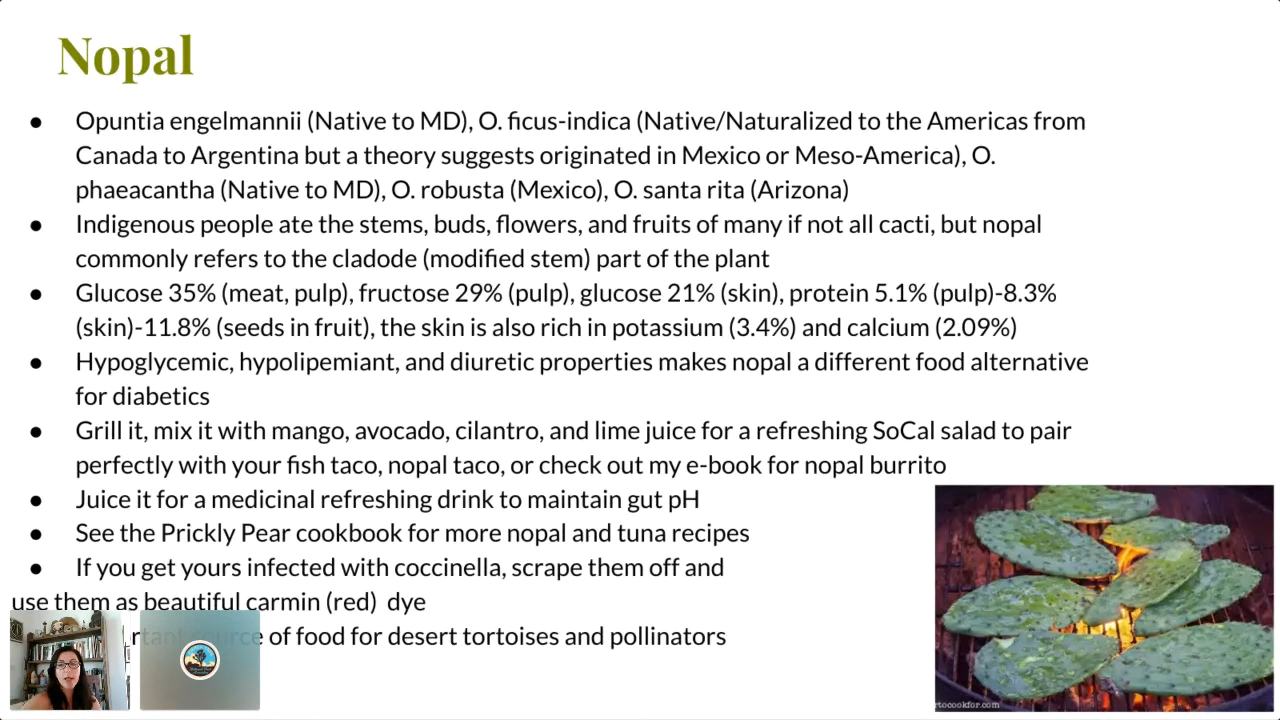 Nopal
● Opuntia engelmannii (Native to MD), O. ficus-indica (Native/Naturalized to the Americas from
Canada to Argentina but a theory suggests originated in Mexico or Meso-America), O.
phaeacantha (Native to MD), O. robusta (Mexico), O. santa rita (Arizona)
● Indigenous people ate the stems, buds, flowers, and fruits of many if not all cacti, but nopal
commonly refers to the cladode (modified stem) part of the plant
● Glucose 35% (meat, pulp), fructose 29% (pulp), glucose 21% (skin), protein 5.1% (pulp)-8.3%
(skin)-11.8% (seeds in fruit), the skin is also rich in potassium (3.4%) and calcium (2.09%)
● Hypoglycemic, hypolipemiant, and diuretic properties makes nopal a different food alternative
for diabetics
● Grill it, mix it with mango, avocado, cilantro, and lime juice for a refreshing SoCal salad to pair
perfectly with your fish taco, nopal taco, or check out my e-book for nopal burrito
● Juice it for a medicinal refreshing drink to maintain gut pH
● See the Prickly Pear cookbook for more nopal and tuna recipes
● If you get yours infected with coccinella, scrape them off and
use them as beautiful carmin (red) dye
of food for desert tortoises and pollinators
rtocookfor.com